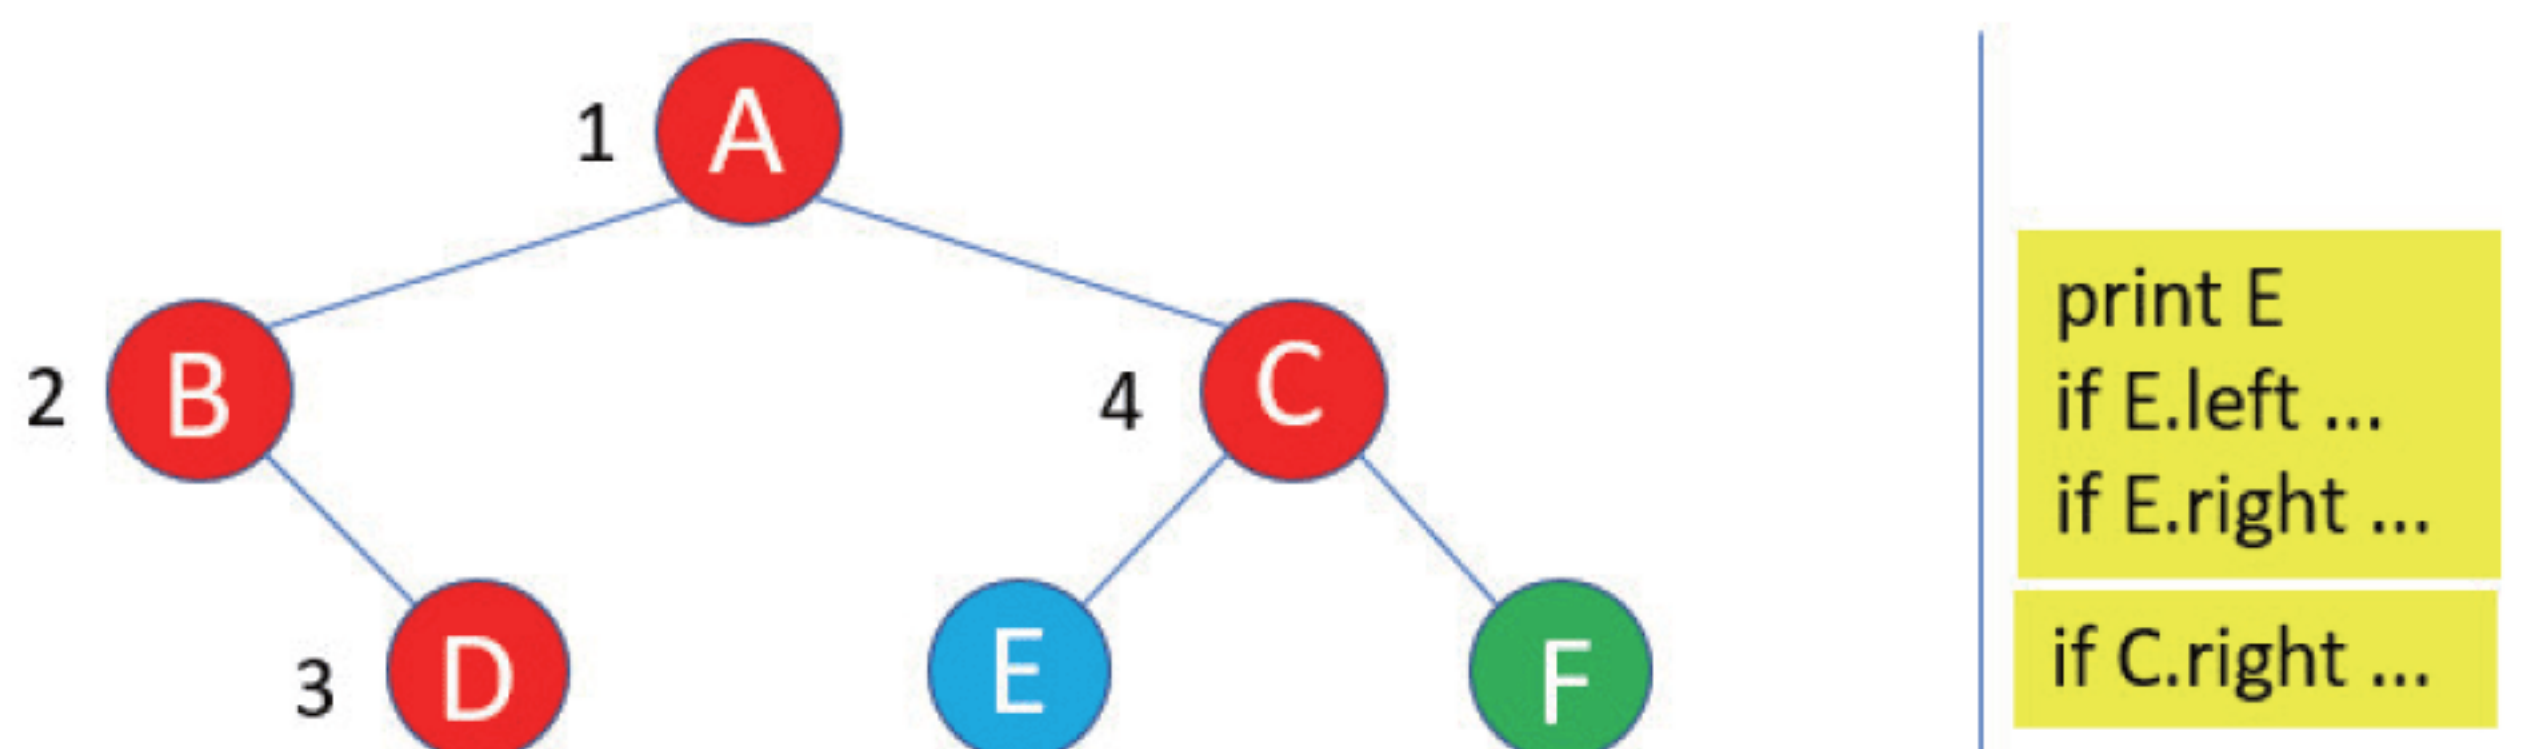 1
A
2
B
4
C
3
D
E
F
print E
if E.left ...
if E.right ...
if C.right ...